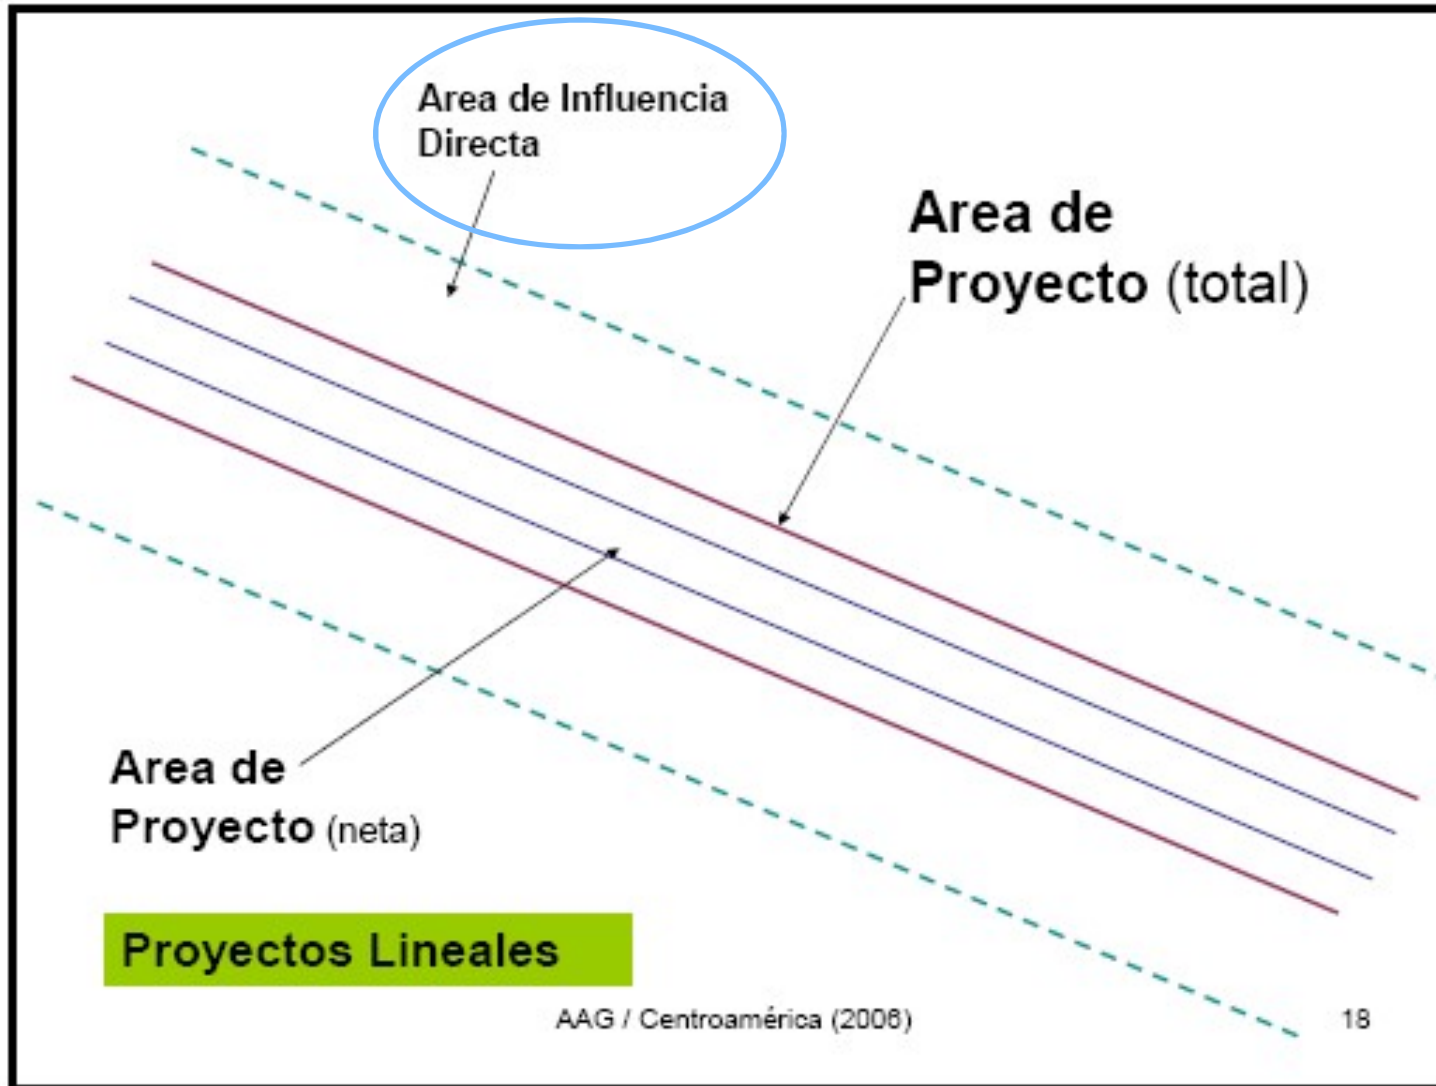 Area de Influencia
Directa
Area de
Proyecto (total)
Area de
Proyecto (neta)
Proyectos Lineales
AAG / Centroamérica (2006)
18